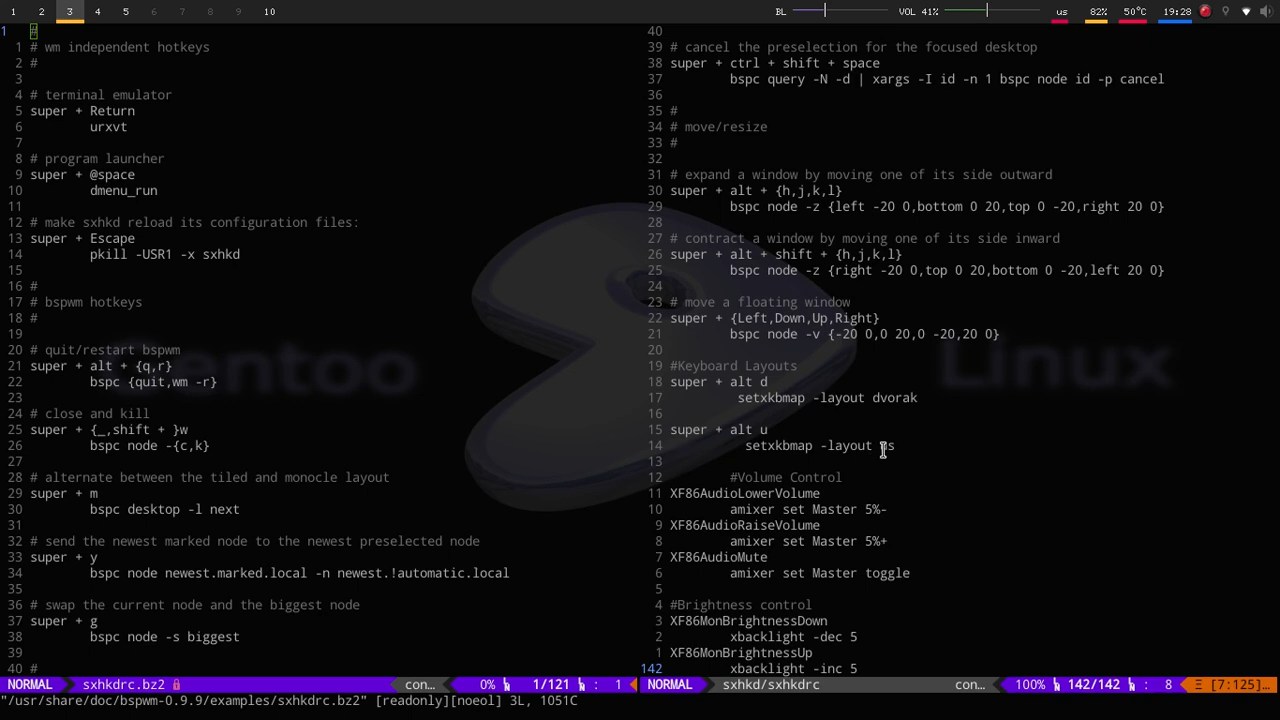 1 2 3 4 5 6 7 8 9 10 BL VOL 41% us 82% 50°C 19:28
1 #
1 # wm independent hotkeys
2 #
3
4 # terminal emulator
5 super + Return
6 urxvt
7
8 # program launcher
9 super + @space
10 dmenu_run
11
12 # make sxhkd reload its configuration files:
13 super + Escape
14 pkill -USR1 -x sxhkd
15
16 #
17 # bspwm hotkeys
18 #
19
20 # quit/restart bspwm
21 super + alt + {q,r}
22 bspc {quit,wm -r}
23
24 # close and kill
25 super + {_,shift + }w
26 bspc node -{c,k}
27
28 # alternate between the tiled and monocle layout
29 super + m
30 bspc desktop -l next
31
32 # send the newest marked node to the newest preselected node
33 super + y
34 bspc node newest.marked.local -n newest.!automatic.local
35
36 # swap the current node and the biggest node
37 super + g
38 bspc node -s biggest
39
40 #
NORMAL sxhkdrc.bz2 con… 0% 1/121 : 1
40
39 # cancel the preselection for the focused desktop
38 super + ctrl + shift + space
37 bspc query -N -d | xargs -I id -n 1 bspc node id -p cancel
36
35 #
34 # move/resize
33 #
32
31 # expand a window by moving one of its side outward
30 super + alt + {h,j,k,l}
29 bspc node -z {left -20 0,bottom 0 20,top 0 -20,right 20 0}
28
27 # contract a window by moving one of its side inward
26 super + alt + shift + {h,j,k,l}
25 bspc node -z {right -20 0,top 0 20,bottom 0 -20,left 20 0}
24
23 # move a floating window
22 super + {Left,Down,Up,Right}
21 bspc node -v {-20 0,0 20,0 -20,20 0}
20
19 #Keyboard Layouts
18 super + alt d
17 setxkbmap -layout dvorak
16
15 super + alt u
14 setxkbmap -layout us
13
12 #Volume Control
11 XF86AudioLowerVolume
10 amixer set Master 5%-
9 XF86AudioRaiseVolume
8 amixer set Master 5%+
7 XF86AudioMute
6 amixer set Master toggle
5
4 #Brightness control
3 XF86MonBrightnessDown
2 xbacklight -dec 5
1 XF86MonBrightnessUp
142 xbacklight -inc 5
NORMAL sxhkd/sxhkdrc con… 100% 142/142 : 8 Ξ [7:125]…
"/usr/share/doc/bspwm-0.9.9/examples/sxhkdrc.bz2" [readonly][noeol] 3L, 1051C
Gentoo Linux